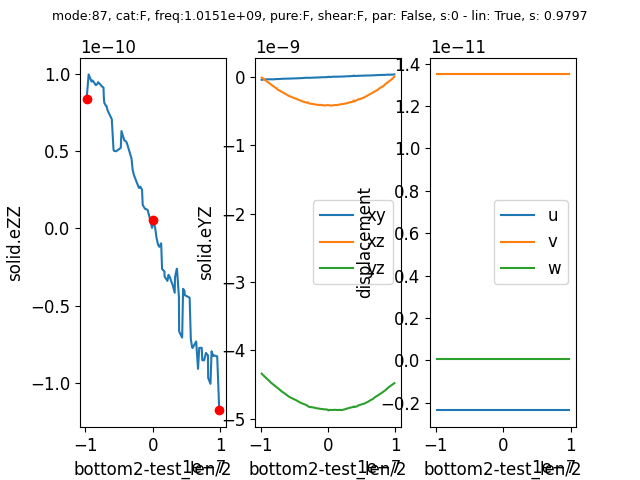 mode:87, cat:F, freq:1.0151e+09, pure:F, shear:F, par: False, s:0 - lin: True, s: 0.9797
1e−10
1e−9
1e−11
1.0
0.5
0.0
−0.5
−1.0
solid.eZZ
−1
0
1
1e−7
bottom2-test_len/2
0
−1
−2
−3
−4
−5
solid.eYZ
xy
xz
yz
−1
0
1
1e−7
bottom2-test_len/2
1.4
1.2
1.0
0.8
0.6
0.4
0.2
0.0
−0.2
displacement
u
v
w
−1
0
1
1e−7
bottom2-test_len/2